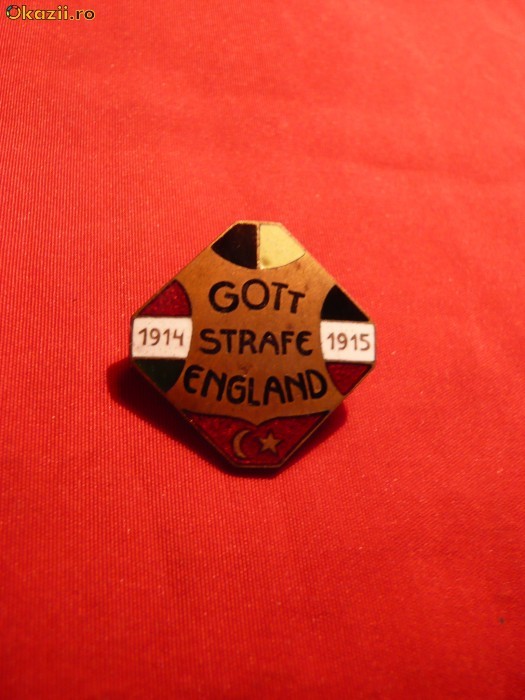 Okazii.ro
GOTT
1914 STRAFE 1915
ENGLAND